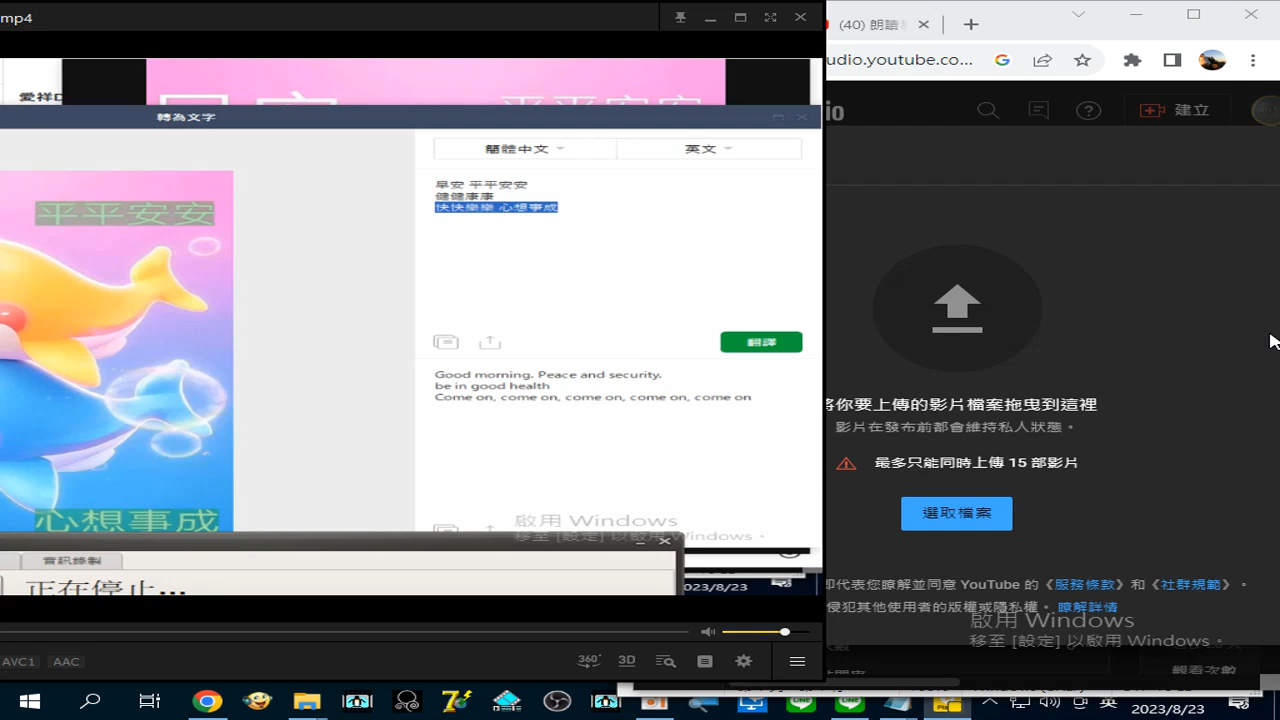 mp4
愛祥
早安
平平安安
轉為文字
簡體中文
英文
平平安安
早安 平平安安
健健康康
快快樂樂 心想事成
翻譯
Good morning. Peace and security.
be in good health
Come on, come on, come on, come on, come on
心想事成
啟用 Windows
移至 [設定] 以啟用 Windows。
音訊錄製
正在停止...
2023/8/23
AVC1
AAC
360°
3D
(40) 朗讀
udio.youtube.co...
io
建立
將你要上傳的影片檔案拖曳到這裡
影片在發布前都會維持私人狀態。
最多只能同時上傳 15 部影片
選取檔案
即代表您瞭解並同意 YouTube 的《服務條款》和《社群規範》。
侵犯其他使用者的版權或隱私權。 瞭解詳情
啟用 Windows
移至 [設定] 以啟用 Windows。
觀看次數
英
2023/8/23